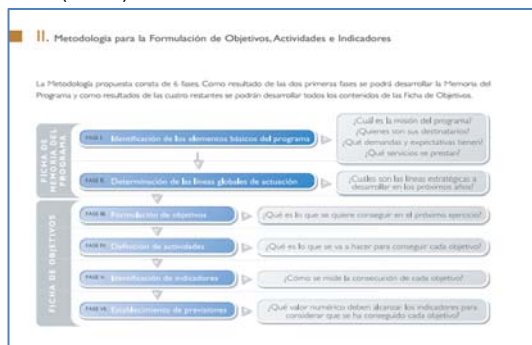 II. Metodología para la Formulación de Objetivos, Actividades e Indicadores
La Metodología propuesta consta de 6 fases. Como resultado de las dos primeras fases se podrá desarrollar la Memoria del
Programa y como resultados de las cuatro restantes se podrán desarrollar todos los contenidos de las Ficha de Objetivos.
FICHA DE
MEMORIA DEL
PROGRAMA
FASE I. Identificación de los elementos básicos del programa
¿Cuál es la misión del programa?
¿Quienes son sus destinatarios?
¿Qué demandas y expectativas tienen?
¿Qué servicios se prestan?
FASE II. Determinación de las líneas globales de actuación
¿Cuáles son las líneas estratégicas a
desarrollar en los próximos años?
FICHA DE OBJETIVOS
FASE III. Formulación de objetivos
¿Qué es lo que se quiere conseguir en el próximo ejercicio?
FASE IV. Definición de actividades
¿Qué es lo que se va a hacer para conseguir cada objetivo?
FASE V. Identificación de indicadores
¿Cómo se mide la consecución de cada objetivo?
FASE VI. Establecimiento de previsiones
¿Qué valor numérico deben alcanzar los indicadores para
considerar que se ha conseguido cada objetivo?